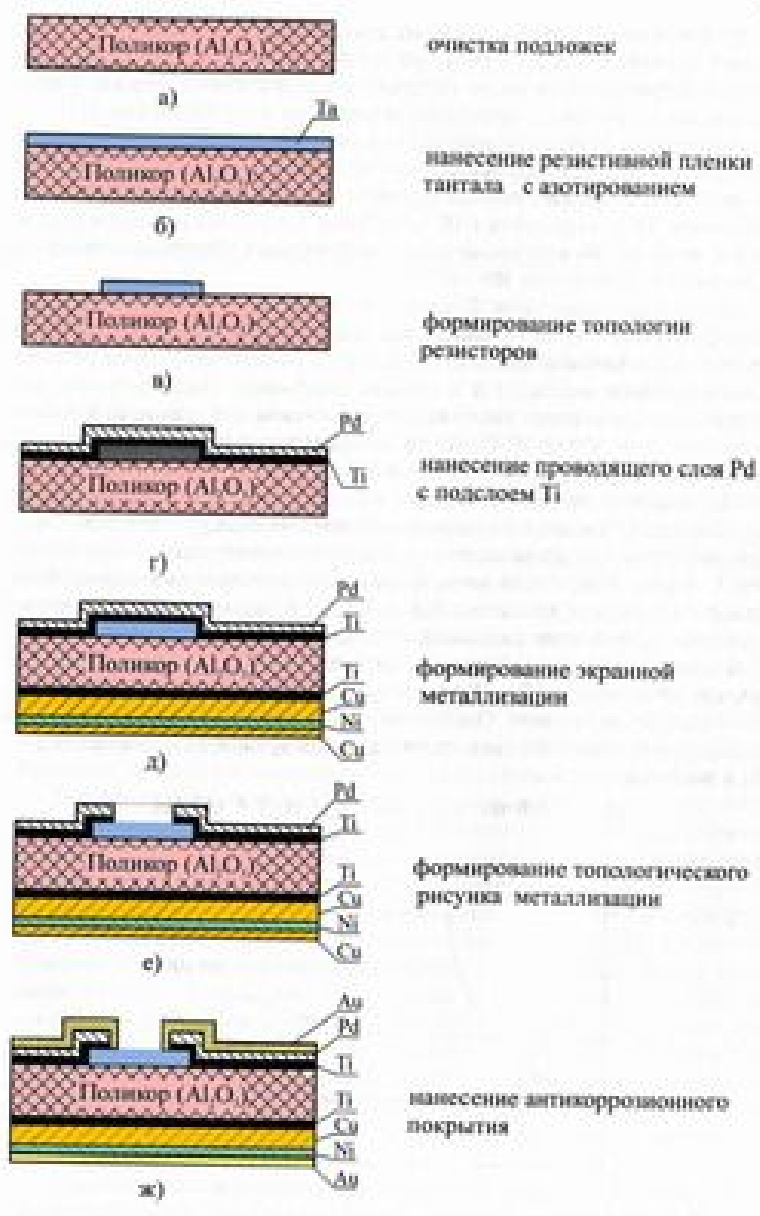 Поликор (Al₂O₃)
очистка подложек
а)
Ta
Поликор (Al₂O₃)
нанесение резистивной пленки
тантала с азотированием
б)
Поликор (Al₂O₃)
формирование топологии
резисторов
в)
Pd
Ti
Поликор (Al₂O₃)
нанесение проводящего слоя Pd
с подслоем Ti
г)
Pd
Ti
Поликор (Al₂O₃)
Ti
Cu
Ni
Cu
формирование экранной
металлизации
д)
Pd
Ti
Поликор (Al₂O₃)
Ti
Cu
Ni
Cu
формирование топологического
рисунка металлизации
е)
Au
Pd
Ti
Поликор (Al₂O₃)
Ti
Cu
Ni
Au
нанесение антикоррозионного
покрытия
ж)